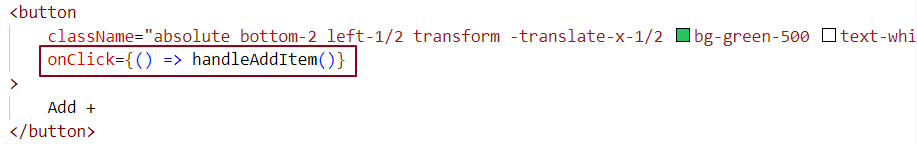 <button
className="absolute bottom-2 left-1/2 transform -translate-x-1/2 bg-green-500 text-whi
onClick={() => handleAddItem()}
>
Add +
</button>